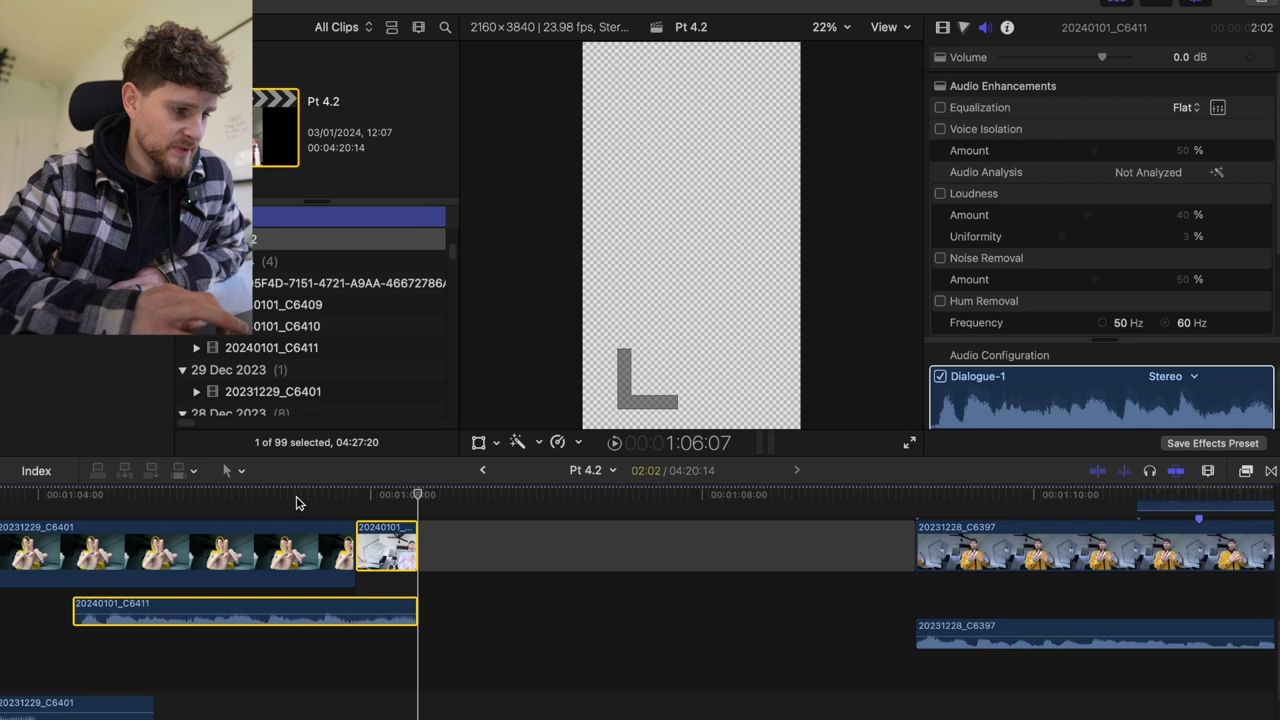 All Clips
2160×3840 | 23.98 fps, Ster...
Pt 4.2
22%
View
20240101_C6411
00:00:02:02
Volume
0.0 dB
Audio Enhancements
Equalization
Flat
Voice Isolation
Amount
50 %
Audio Analysis
Not Analyzed
Loudness
Amount
40 %
Uniformity
3 %
Noise Removal
Amount
50 %
Hum Removal
Frequency
50 Hz
60 Hz
Audio Configuration
Dialogue-1
Stereo
Save Effects Preset
Pt 4.2
03/01/2024, 12:07
00:04:20:14
2
(4)
5F4D-7151-4721-A9AA-46672786
0101_C6409
0101_C6410
20240101_C6411
29 Dec 2023 (1)
20231229_C6401
28 Dec 2023 (8)
1 of 99 selected, 04:27:20
00:01:06:07
Index
Pt 4.2
02:02 / 04:20:14
00:01:04:00
00:01:08:00
00:01:10:00
20231229_C6401
20240101_...
20231228_C6397
20240101_C6411
20231228_C6397
20231229_C6401